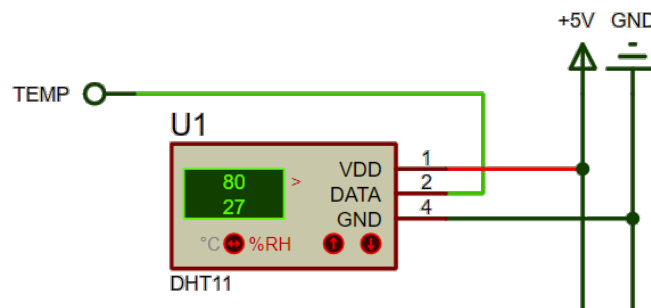 +5V GND
TEMP
U1
VDD 1
80
>
DATA 2
27
GND 4
°C %RH
DHT11